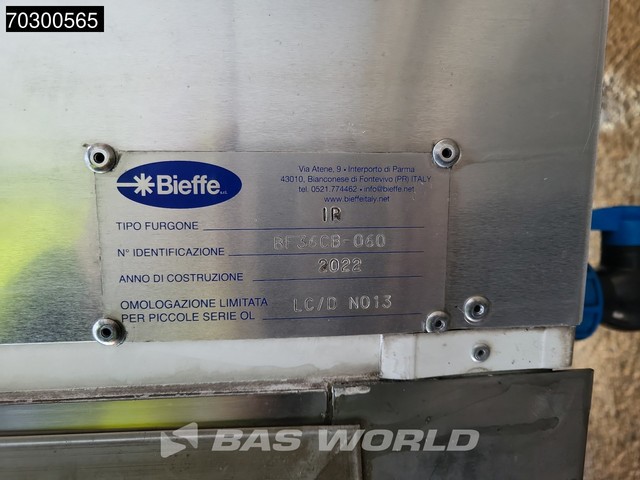 70300565
Bieffe s.r.l.
Via Atene, 9 • Interporto di Parma
43010, Bianconese di Fontevivo (PR) ITALY
tel. 0521.774462 • info@bieffe.net
www.bieffeitaly.net
TIPO FURGONE IR
N° IDENTIFICAZIONE RF36CB-060
ANNO DI COSTRUZIONE 2022
OMOLOGAZIONE LIMITATA
PER PICCOLE SERIE OL LC/D N013
BAS WORLD